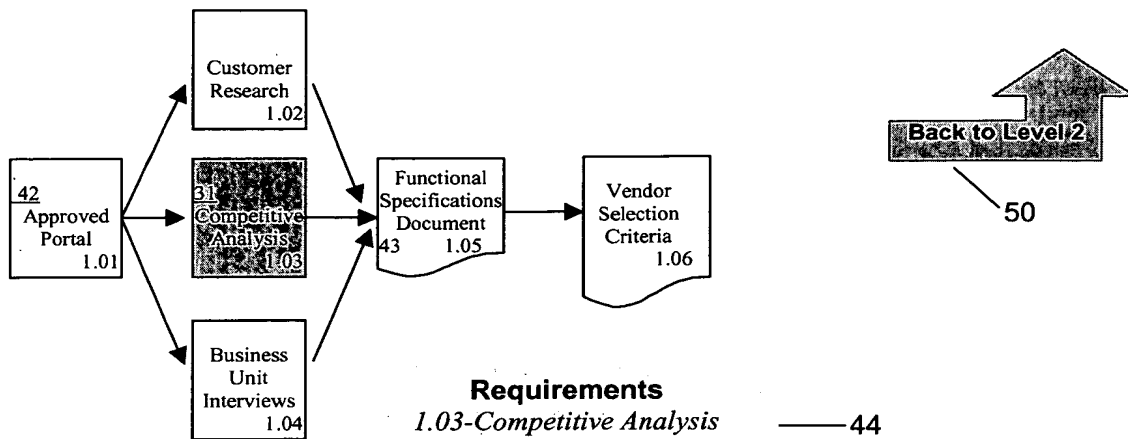 Customer
Research
1.02
42
Approved
Portal
1.01
31
Competitive
Analysis
1.03
Business
Unit
Interviews
1.04
Functional
Specifications
Document
43 1.05
Vendor
Selection
Criteria
1.06
Back to Level 2
50
Requirements
1.03-Competitive Analysis 44